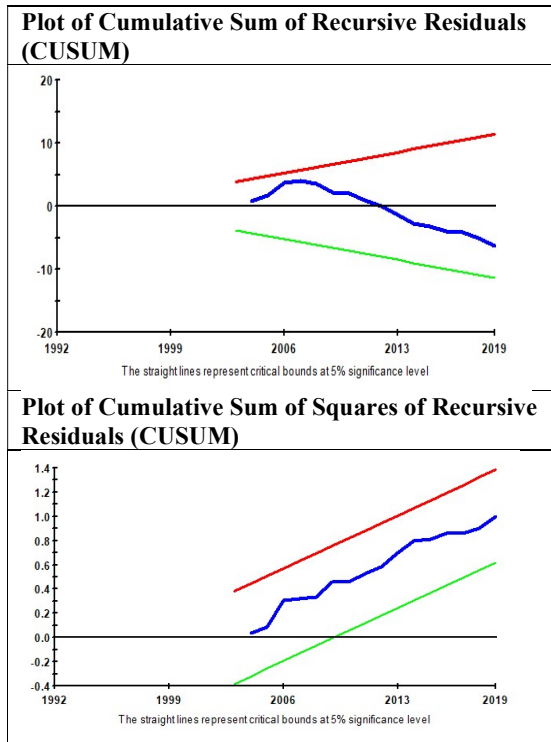 Plot of Cumulative Sum of Recursive Residuals
(CUSUM)
20
10
0
-10
-20
1992 1999 2006 2013 2019
The straight lines represent critical bounds at 5% significance level
Plot of Cumulative Sum of Squares of Recursive
Residuals (CUSUM)
1.4
1.2
1.0
0.8
0.6
0.4
0.2
0.0
-0.2
-0.4
1992 1999 2006 2013 2019
The straight lines represent critical bounds at 5% significance level